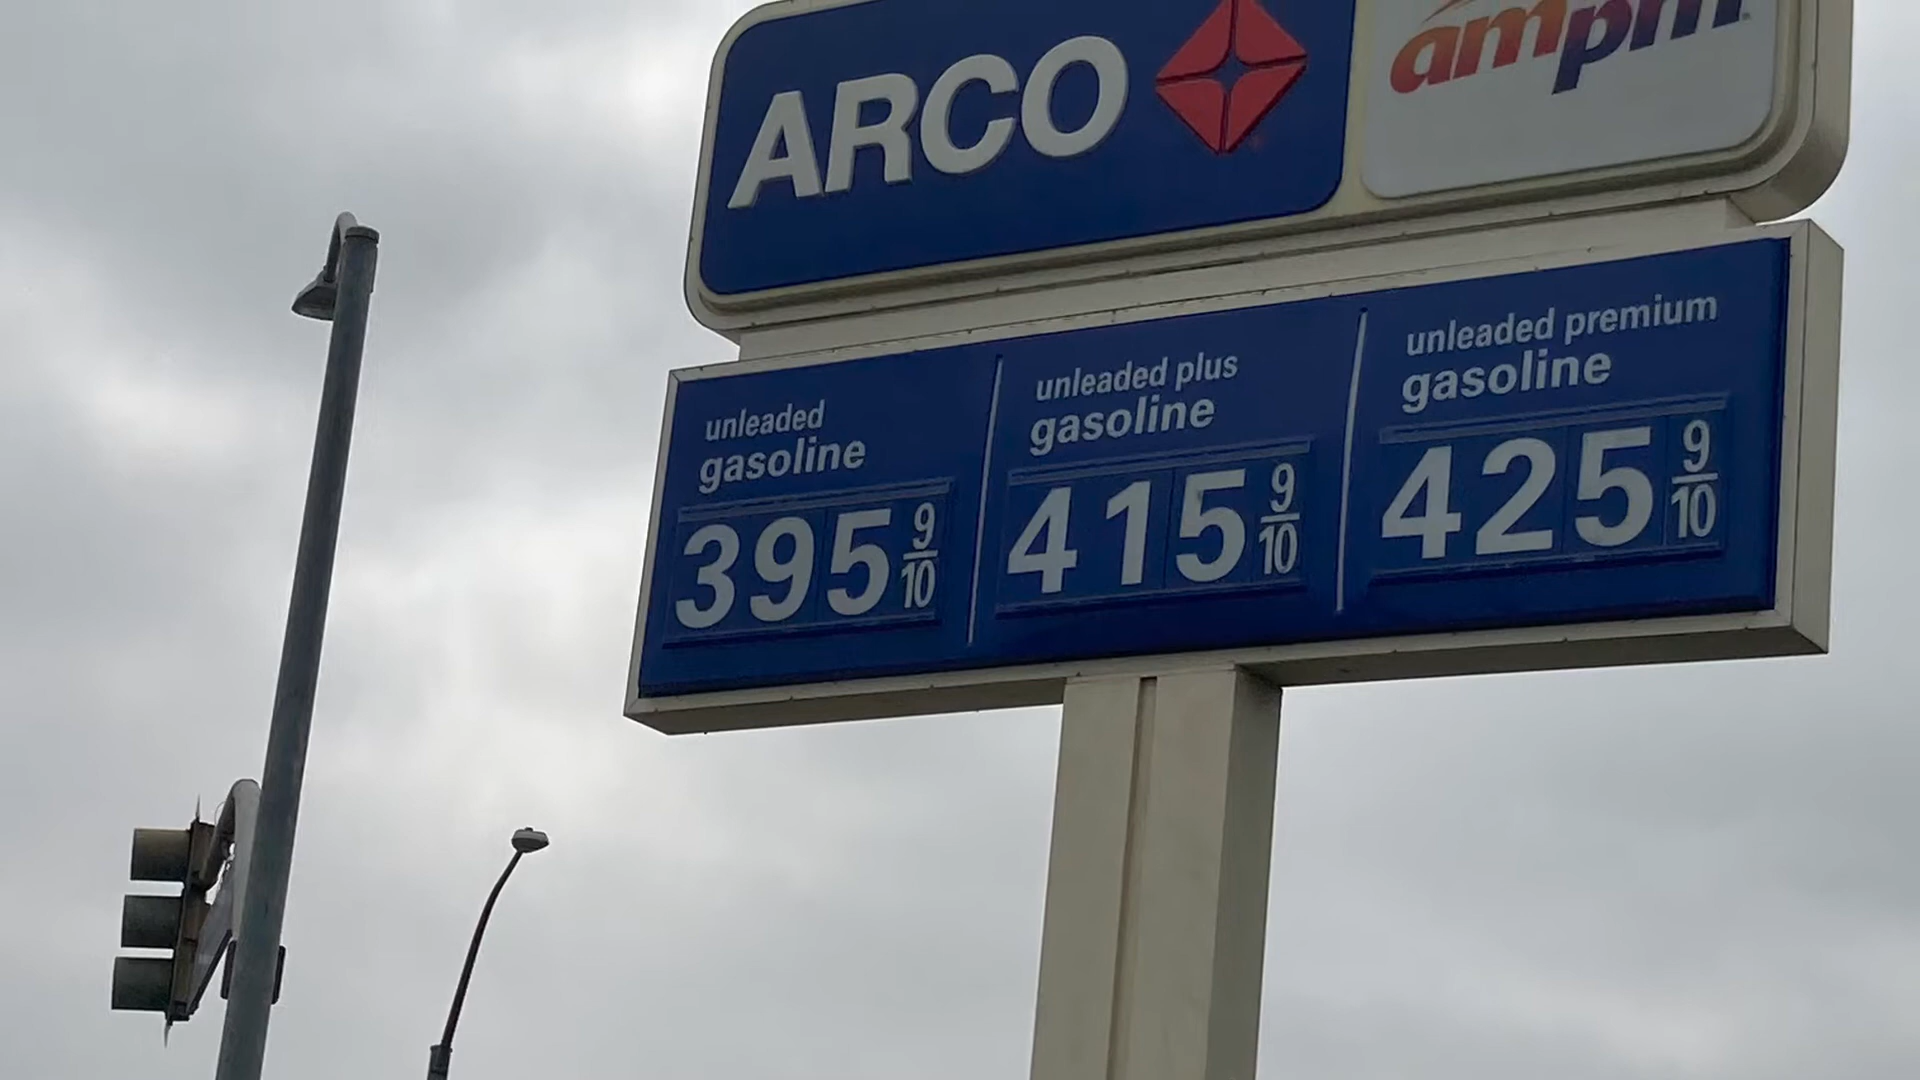 ARCO
ampm
unleaded
gasoline
395 9/10
unleaded plus
gasoline
415 9/10
unleaded premium
gasoline
425 9/10